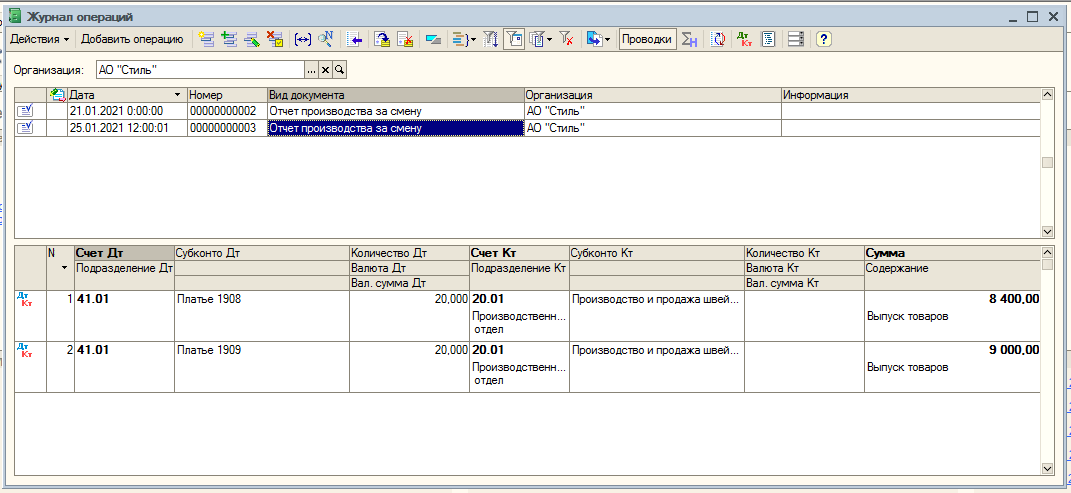 Журнал операций
Действия Добавить операцию Проводки
Организация: АО "Стиль"
Дата Номер Вид документа Организация Информация
21.01.2021 0:00:00 00000000002 Отчет производства за смену АО "Стиль"
25.01.2021 12:00:01 00000000003 Отчет производства за смену АО "Стиль"
N Счет Дт Субконто Дт Количество Дт Счет Кт Субконто Кт Количество Кт Сумма
Подразделение Дт Валюта Дт Подразделение Кт Валюта Кт Содержание
Вал. сумма Дт Вал. сумма Кт
Дт Кт 1 41.01 Платье 1908 20,000 20.01 Производство и продажа швей... 8 400,00
Производственн... Выпуск товаров
отдел
Дт Кт 2 41.01 Платье 1909 20,000 20.01 Производство и продажа швей... 9 000,00
Производственн... Выпуск товаров
отдел